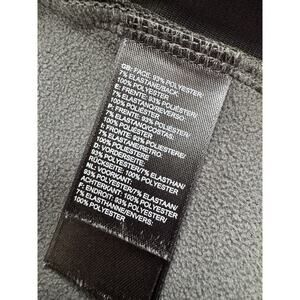 GB: FACE: 93% POLYESTER/
7% ELASTANE/BACK:
100% POLYESTER
E: FRENTE: 93% POLIÉSTER/
7% ELASTANO/REVERSO:
100% POLIÉSTER
P: FRENTE: 93% POLIÉSTER/
7% ELASTANO/COSTAS:
100% POLIÉSTER
I: FRONTE: 93% POLIESTERE/
7% ELASTANE/RETRO:
100% POLIESTERE
D: VORDERSEITE:
93% POLYESTER/7% ELASTHAN/
RÜCKSEITE: 100% POLYESTER
NL: VOORKANT:
93% POLYESTER/7% ELASTAAN/
ACHTERKANT: 100% POLYESTER
F: ENDROIT: 93% POLYESTER/
7% ELASTHANNE/ENVERS:
100% POLYESTER